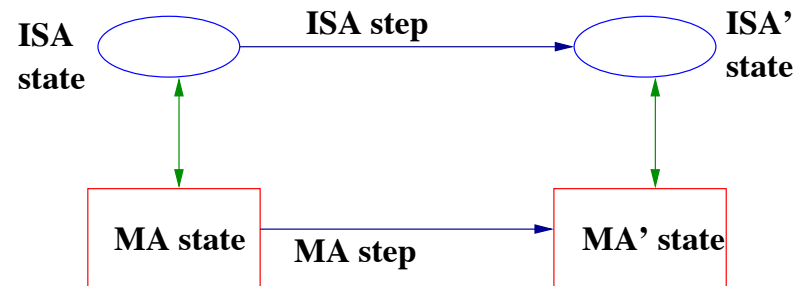 ISA
state
ISA step
ISA’
state
MA state
MA step
MA’ state